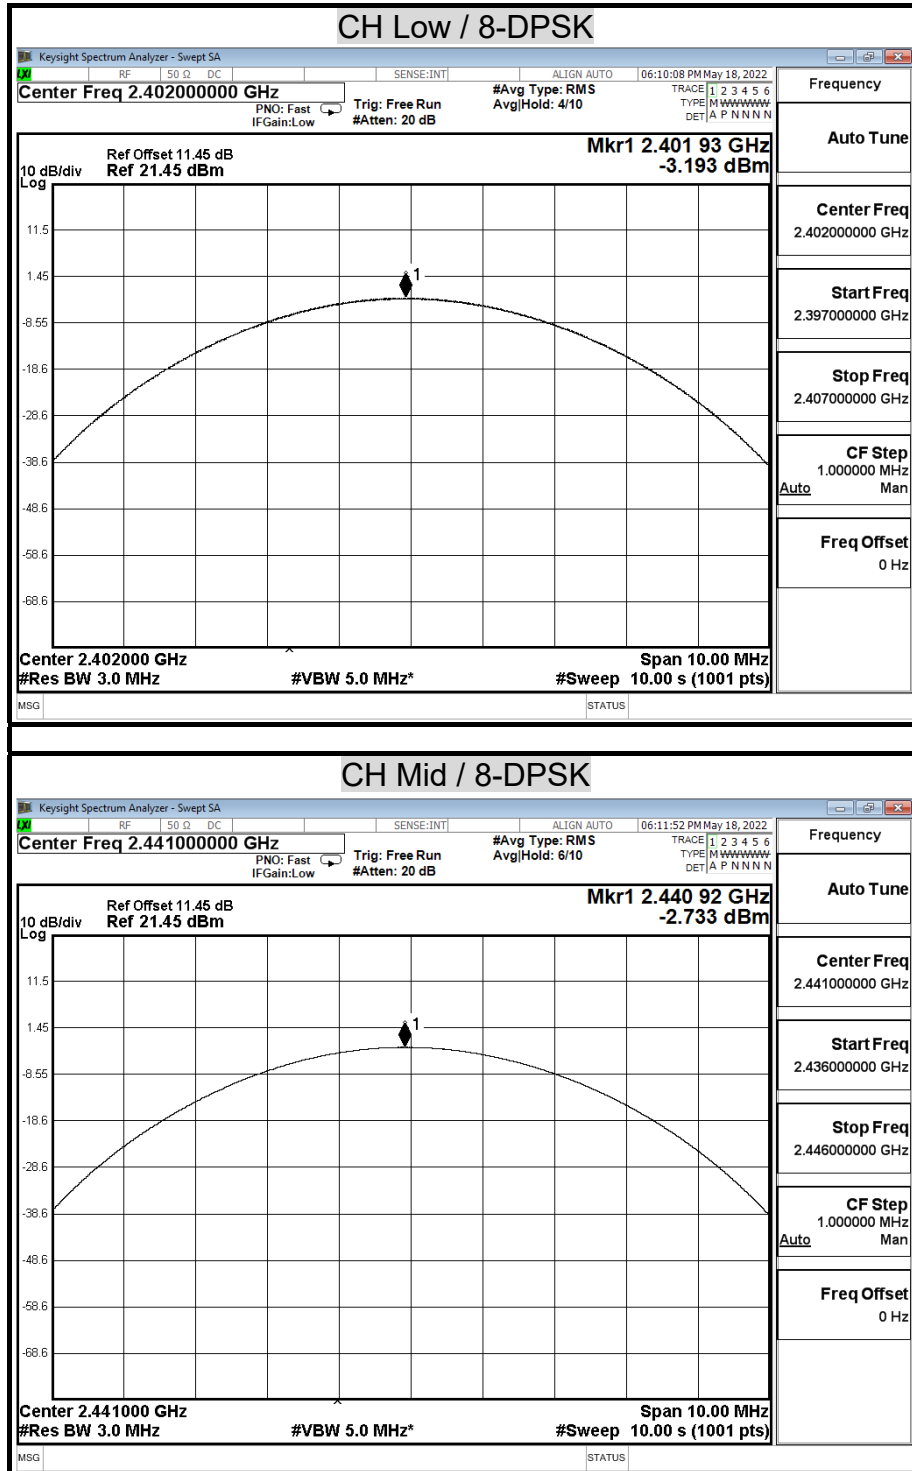 CH Low / 8-DPSK
Keysight Spectrum Analyzer - Swept SA
LXI RF 50 Ω DC SENSE:INT ALIGN AUTO 06:10:08 PM May 18, 2022
Center Freq 2.402000000 GHz #Avg Type: RMS TRACE 1 2 3 4 5 6
PNO: Fast Trig: Free Run Avg|Hold: 4/10 TYPE M WWWWW
IFGain:Low #Atten: 20 dB DET A P N N N N
Frequency
Auto Tune
Mkr1 2.401 93 GHz
-3.193 dBm
Ref Offset 11.45 dB
10 dB/div Ref 21.45 dBm
Log
11.5
1.45
-8.55
-18.6
-28.6
-38.6
-48.6
-58.6
-68.6
1
Center Freq
2.402000000 GHz
Start Freq
2.397000000 GHz
Stop Freq
2.407000000 GHz
CF Step
1.000000 MHz
Auto Man
Freq Offset
0 Hz
Center 2.402000 GHz Span 10.00 MHz
#Res BW 3.0 MHz #VBW 5.0 MHz* #Sweep 10.00 s (1001 pts)
MSG STATUS
CH Mid / 8-DPSK
Keysight Spectrum Analyzer - Swept SA
LXI RF 50 Ω DC SENSE:INT ALIGN AUTO 06:11:52 PM May 18, 2022
Center Freq 2.441000000 GHz #Avg Type: RMS TRACE 1 2 3 4 5 6
PNO: Fast Trig: Free Run Avg|Hold: 6/10 TYPE M WWWWW
IFGain:Low #Atten: 20 dB DET A P N N N N
Frequency
Auto Tune
Mkr1 2.440 92 GHz
-2.733 dBm
Ref Offset 11.45 dB
10 dB/div Ref 21.45 dBm
Log
11.5
1.45
-8.55
-18.6
-28.6
-38.6
-48.6
-58.6
-68.6
1
Center Freq
2.441000000 GHz
Start Freq
2.436000000 GHz
Stop Freq
2.446000000 GHz
CF Step
1.000000 MHz
Auto Man
Freq Offset
0 Hz
Center 2.441000 GHz Span 10.00 MHz
#Res BW 3.0 MHz #VBW 5.0 MHz* #Sweep 10.00 s (1001 pts)
MSG STATUS